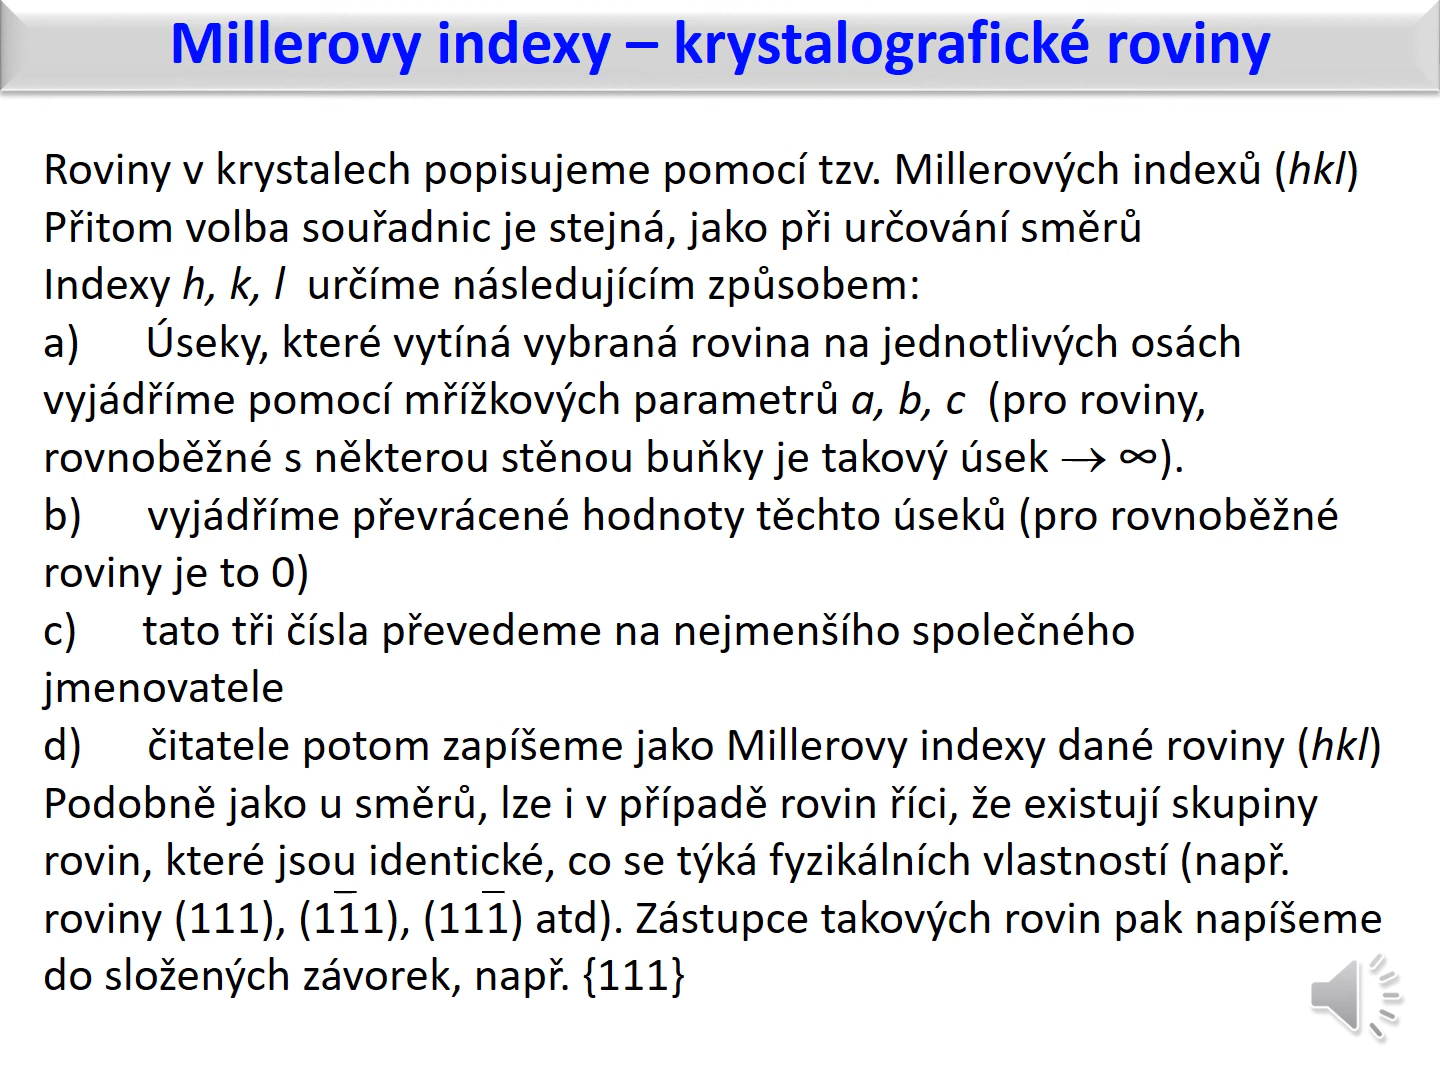 Millerovy indexy – krystalografické roviny
Roviny v krystalech popisujeme pomocí tzv. Millerových indexů (hkl)
Přitom volba souřadnic je stejná, jako při určování směrů
Indexy h, k, l určíme následujícím způsobem:
a) Úseky, které vytíná vybraná rovina na jednotlivých osách
vyjádříme pomocí mřížkových parametrů a, b, c (pro roviny,
rovnoběžné s některou stěnou buňky je takový úsek → ∞).
b) vyjádříme převrácené hodnoty těchto úseků (pro rovnoběžné
roviny je to 0)
c) tato tři čísla převedeme na nejmenšího společného
jmenovatele
d) čitatele potom zapíšeme jako Millerovy indexy dané roviny (hkl)
Podobně jako u směrů, lze i v případě rovin říci, že existují skupiny
rovin, které jsou identické, co se týká fyzikálních vlastností (např.
roviny (111), (11̅1), (111̅) atd). Zástupce takových rovin pak napíšeme
do složených závorek, např. {111}